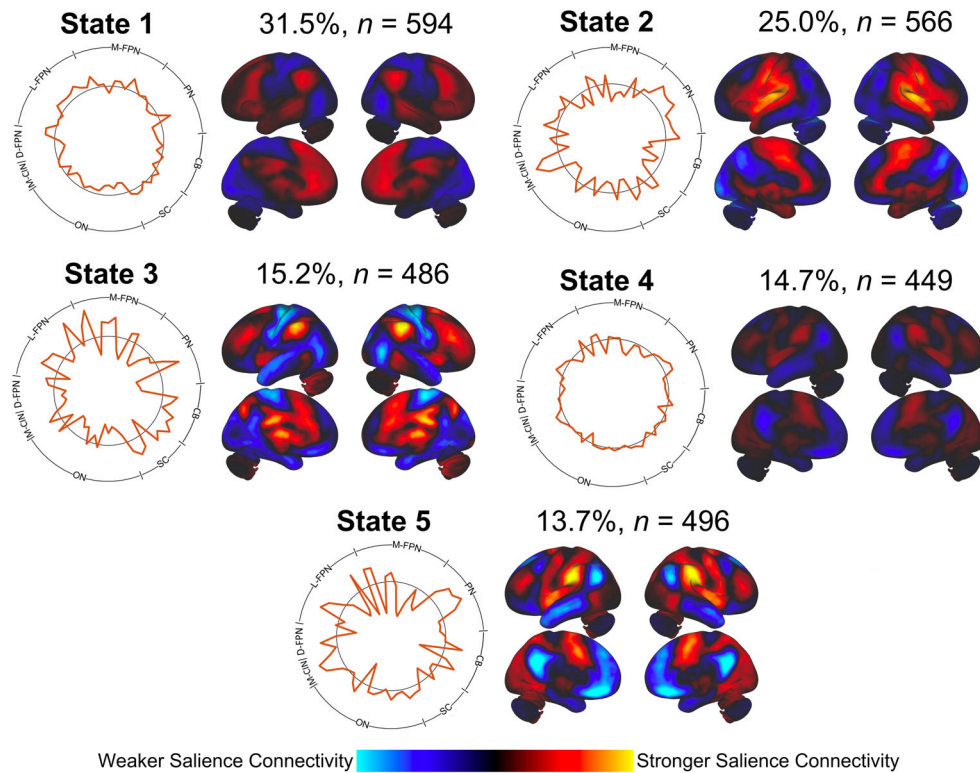 State 1
31.5%, n = 594
M-FPN
L-FPN
PN
M-CIN/ D-FPN /
CB
SC
ON
State 2
25.0%, n = 566
M-FPN
L-FPN
PN
M-CIN/ D-FPN /
CB
SC
ON
State 3
15.2%, n = 486
M-FPN
L-FPN
PN
M-CIN/ D-FPN /
CB
SC
ON
State 4
14.7%, n = 449
M-FPN
L-FPN
PN
M-CIN/ D-FPN /
CB
SC
ON
State 5
13.7%, n = 496
M-FPN
L-FPN
PN
M-CIN/ D-FPN /
CB
SC
ON
Weaker Salience Connectivity
Stronger Salience Connectivity